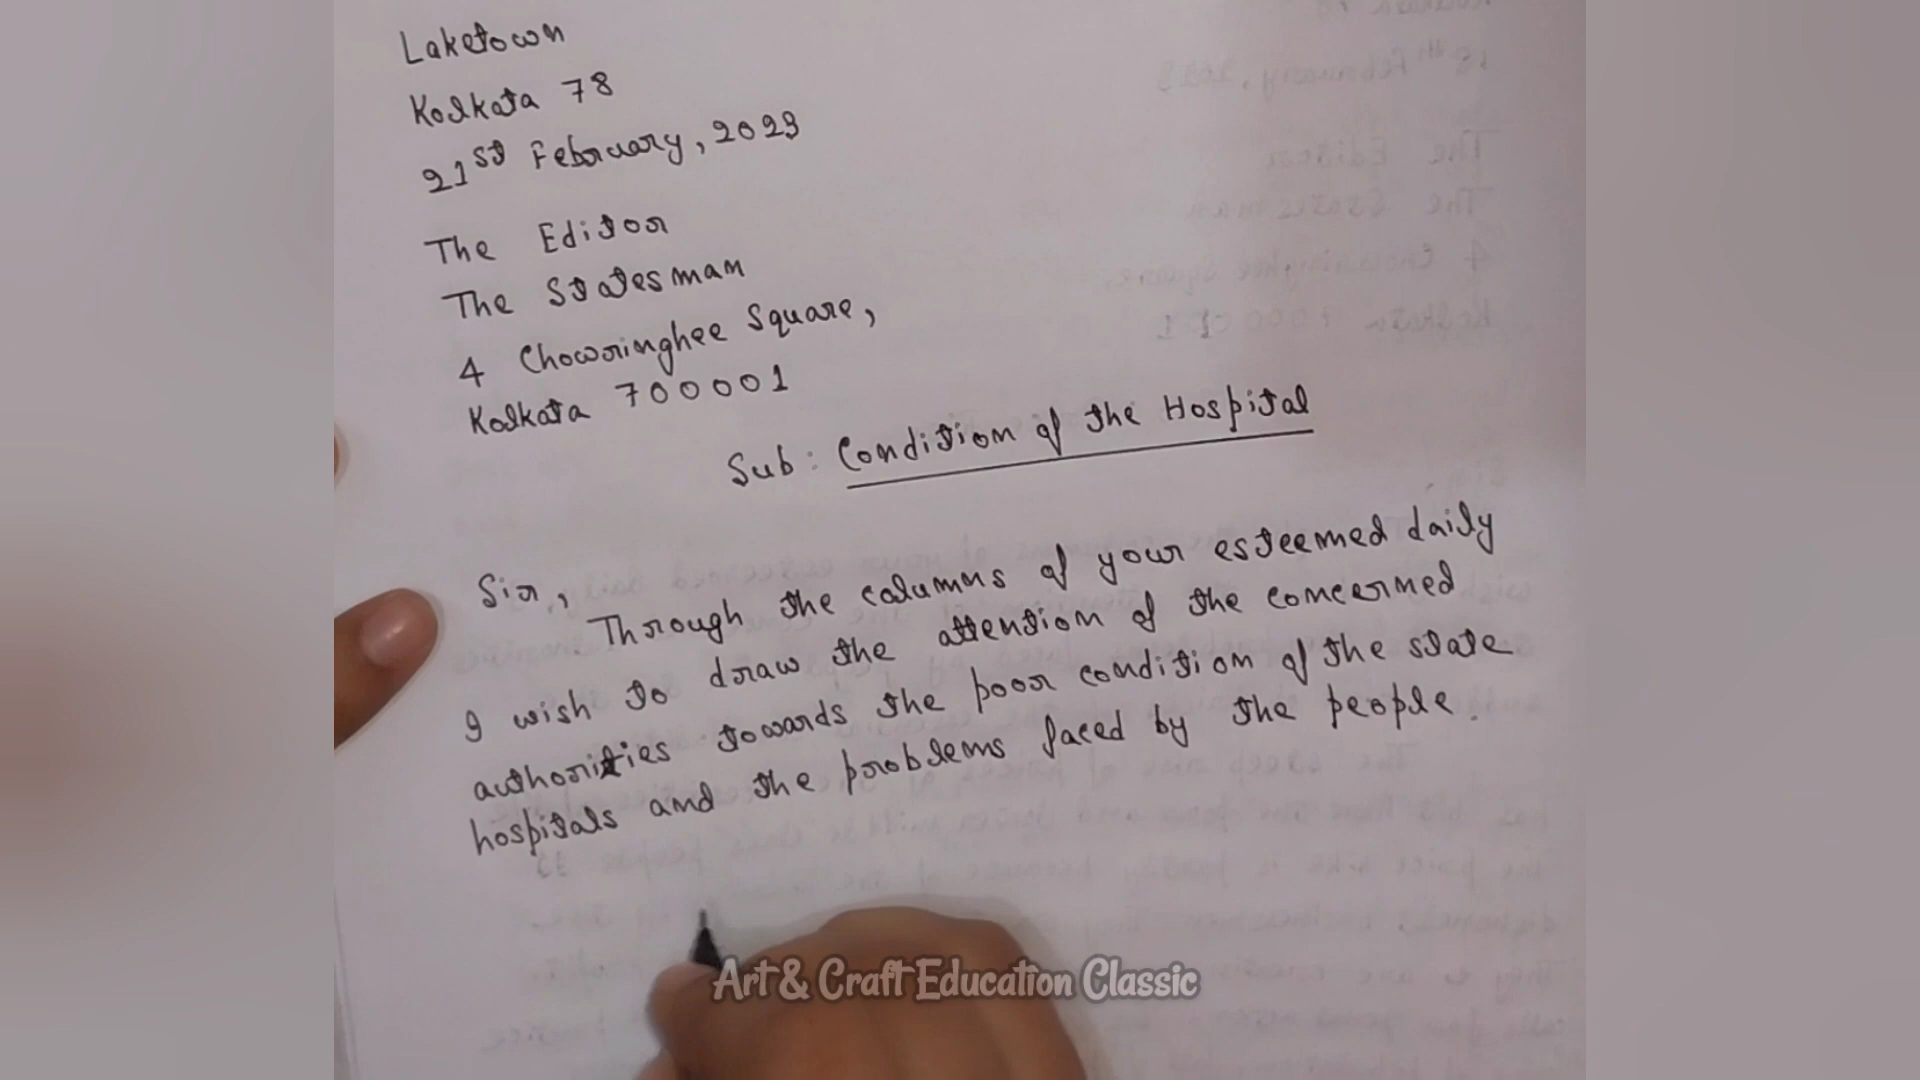 Laketown
Kolkata 78
21st February, 2023
The Editor
The Statesman
4 Chowringhee Square,
Kolkata 700001
Sub: Condition of the Hospital
Sir,
Through the columns of your esteemed daily
I wish to draw the attention of the concerned
authorities towards the poor condition of the state
hospitals and the problems faced by the people.
Art & Craft Education Classic